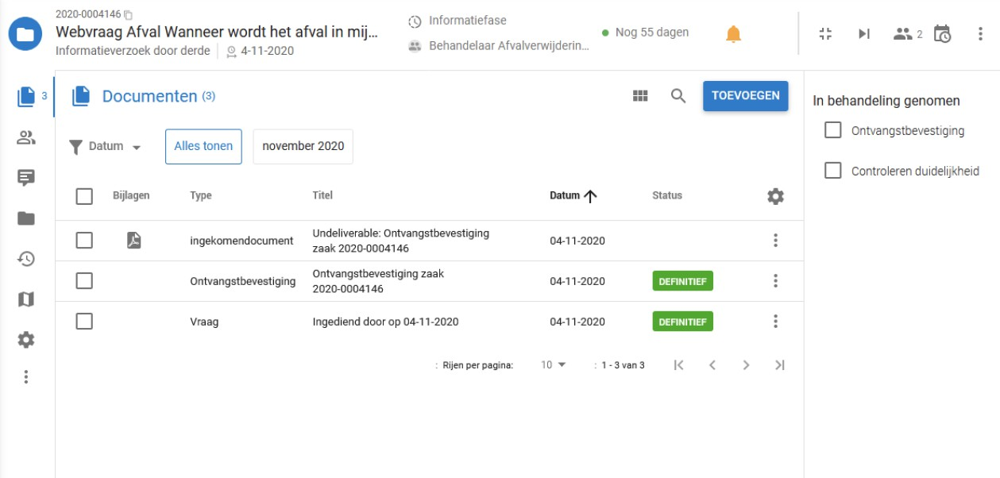 2020-0004146
Webvraag Afval Wanneer wordt het afval in mij...
Informatieverzoek door derde
4-11-2020
Informatiefase
Behandelaar Afvalverwijderin...
Nog 55 dagen
2
3
Documenten (3)
TOEVOEGEN
Datum
Alles tonen
november 2020
Bijlagen Type Titel Datum Status
ingekomendocument
Undeliverable: Ontvangstbevestiging
zaak 2020-0004146
04-11-2020
Ontvangstbevestiging
Ontvangstbevestiging zaak
2020-0004146
04-11-2020
DEFINITIEF
Vraag
Ingediend door op 04-11-2020
04-11-2020
DEFINITIEF
: Rijen per pagina: 10 : 1 - 3 van 3
In behandeling genomen
Ontvangstbevestiging
Controleren duidelijkheid